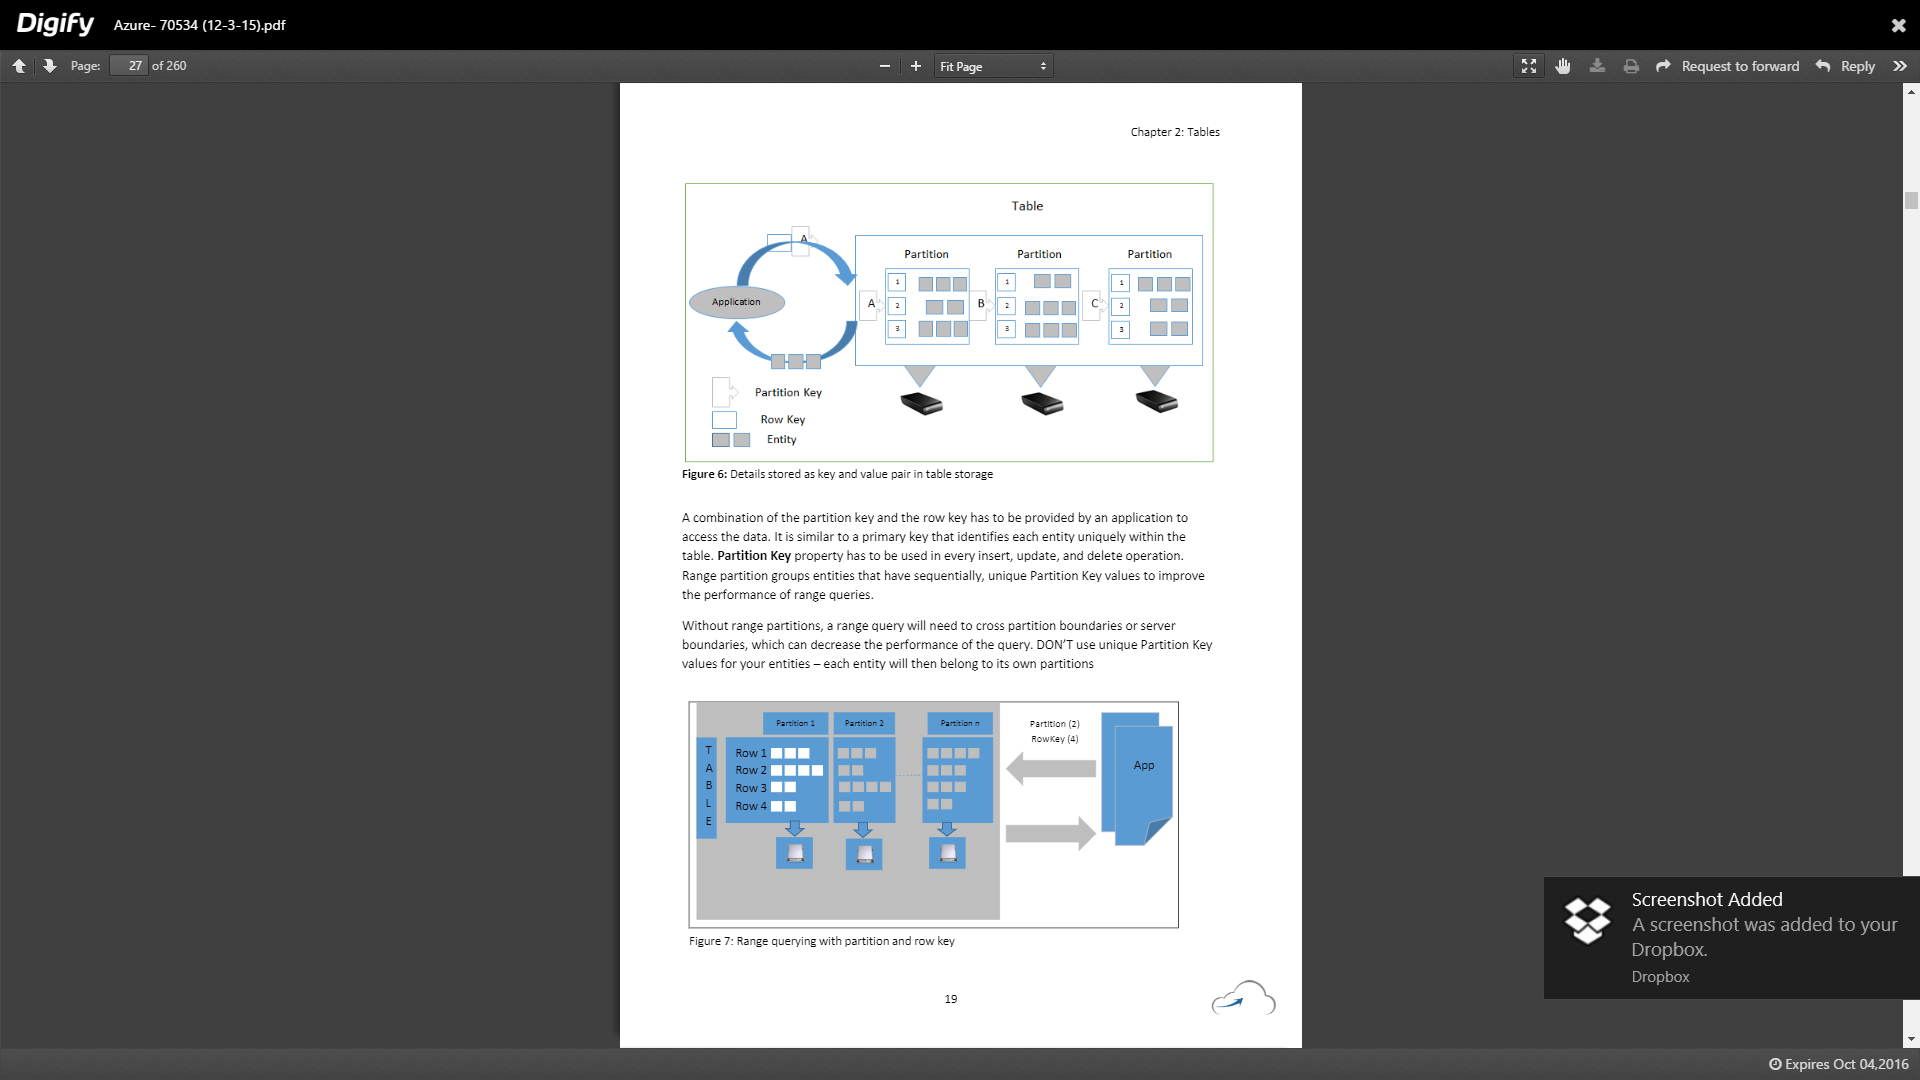 Digify Azure- 70534 (12-3-15).pdf
Page: 27 of 260
Fit Page
Request to forward
Reply
Chapter 2: Tables
Table
A
Partition Partition Partition
Application
A
1
2
3
B
1
2
3
C
1
2
3
Partition Key
Row Key
Entity
Figure 6: Details stored as key and value pair in table storage
A combination of the partition key and the row key has to be provided by an application to
access the data. It is similar to a primary key that identifies each entity uniquely within the
table. Partition Key property has to be used in every insert, update, and delete operation.
Range partition groups entities that have sequentially, unique Partition Key values to improve
the performance of range queries.
Without range partitions, a range query will need to cross partition boundaries or server
boundaries, which can decrease the performance of the query. DON'T use unique Partition Key
values for your entities – each entity will then belong to its own partitions
Partition 1 Partition 2 Partition n
T
A
B
L
E
Row 1
Row 2
Row 3
Row 4
Partition (2)
RowKey (4)
App
Figure 7: Range querying with partition and row key
19
Screenshot Added
A screenshot was added to your
Dropbox.
Dropbox
Expires Oct 04,2016